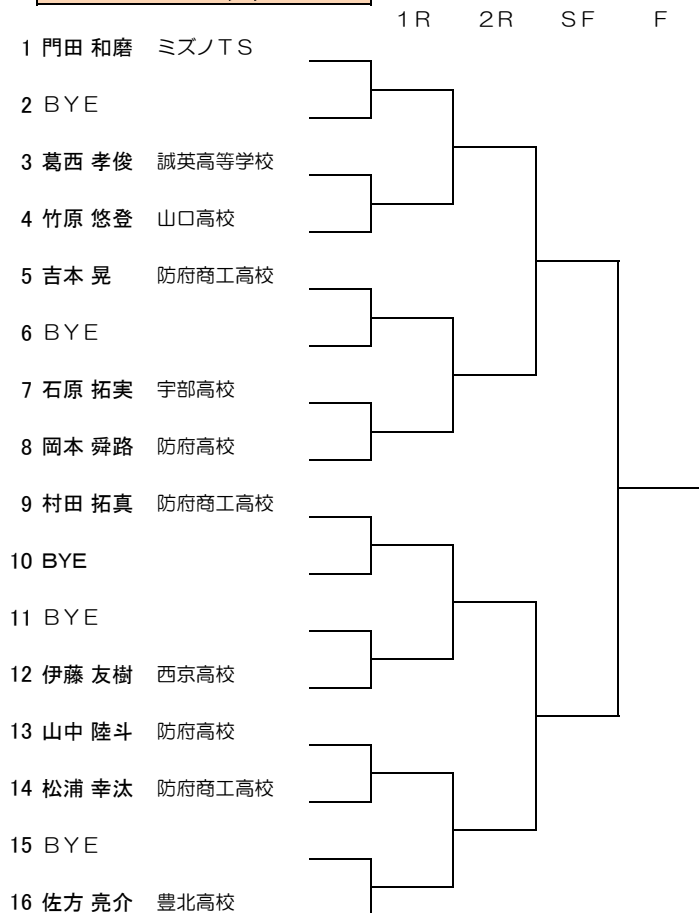 １Ｒ ２Ｒ ＳＦ Ｆ
1 門田 和磨 ミズノＴＳ
2 ＢＹＥ
3 葛西 孝俊 誠英高等学校
4 竹原 悠登 山口高校
5 吉本 晃 防府商工高校
6 ＢＹＥ
7 石原 拓実 宇部高校
8 岡本 舜路 防府高校
9 村田 拓真 防府商工高校
10 BYE
11 ＢＹＥ
12 伊藤 友樹 西京高校
13 山中 陸斗 防府高校
14 松浦 幸汰 防府商工高校
15 ＢＹＥ
16 佐方 亮介 豊北高校